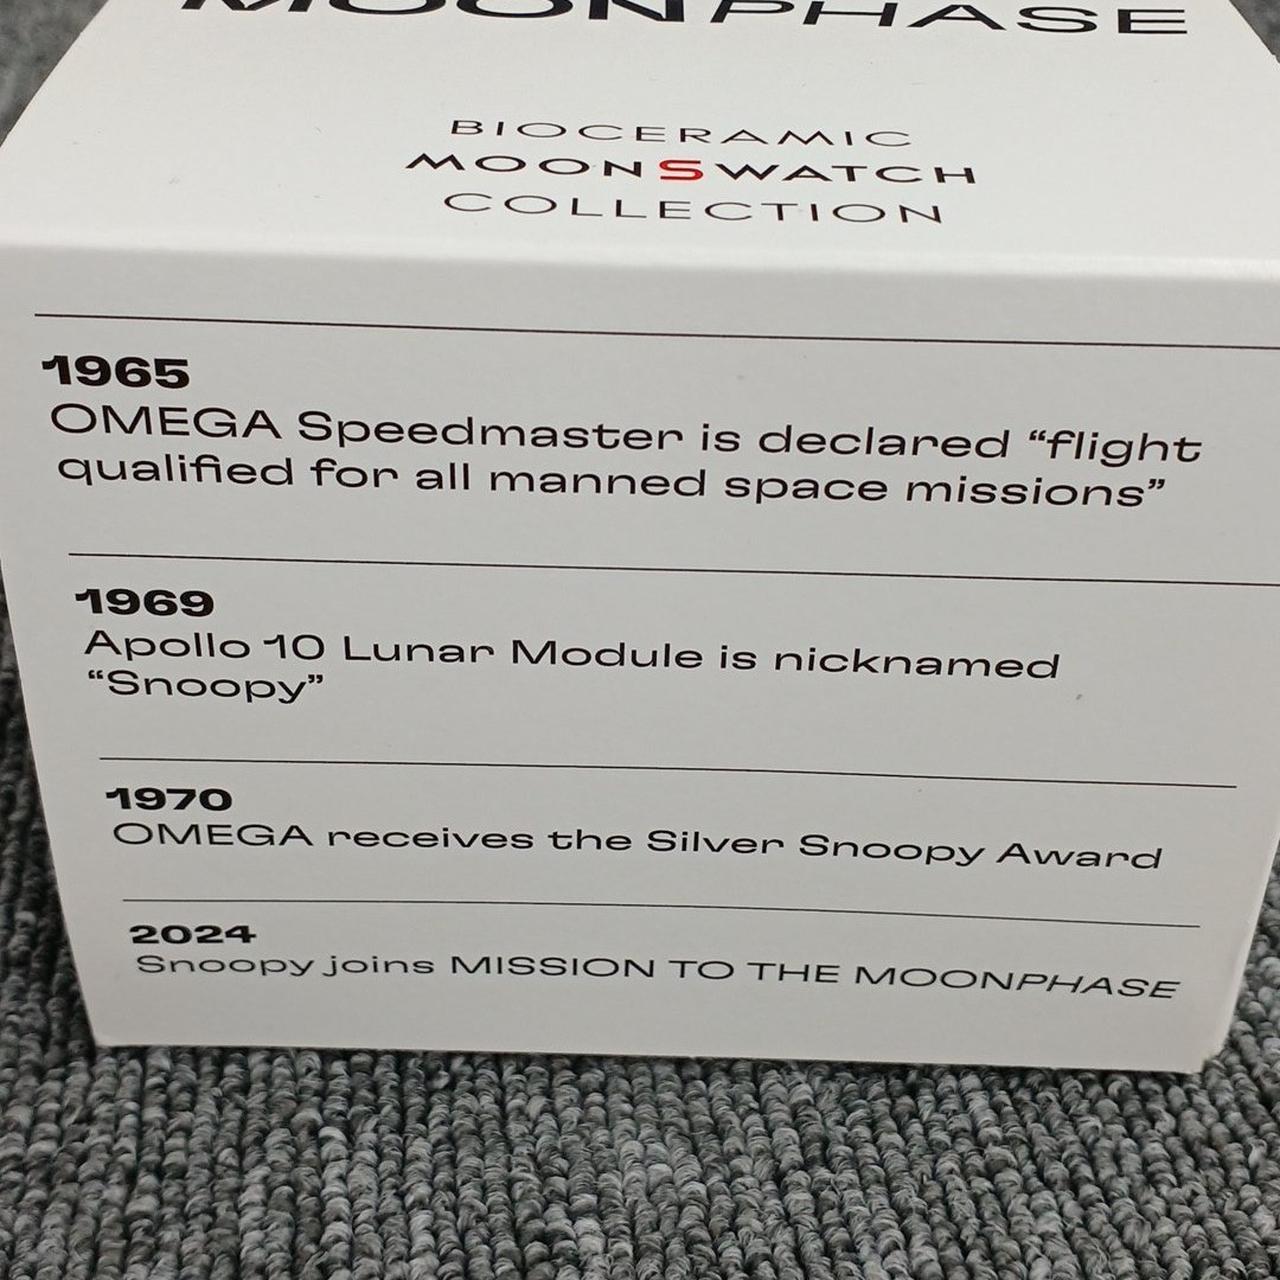 MOONPHASE
BIOCERAMIC
MOONSWATCH
COLLECTION
1965
OMEGA Speedmaster is declared “flight
qualified for all manned space missions”
1969
Apollo 10 Lunar Module is nicknamed
“Snoopy”
1970
OMEGA receives the Silver Snoopy Award
2024
Snoopy joins MISSION TO THE MOONPHASE